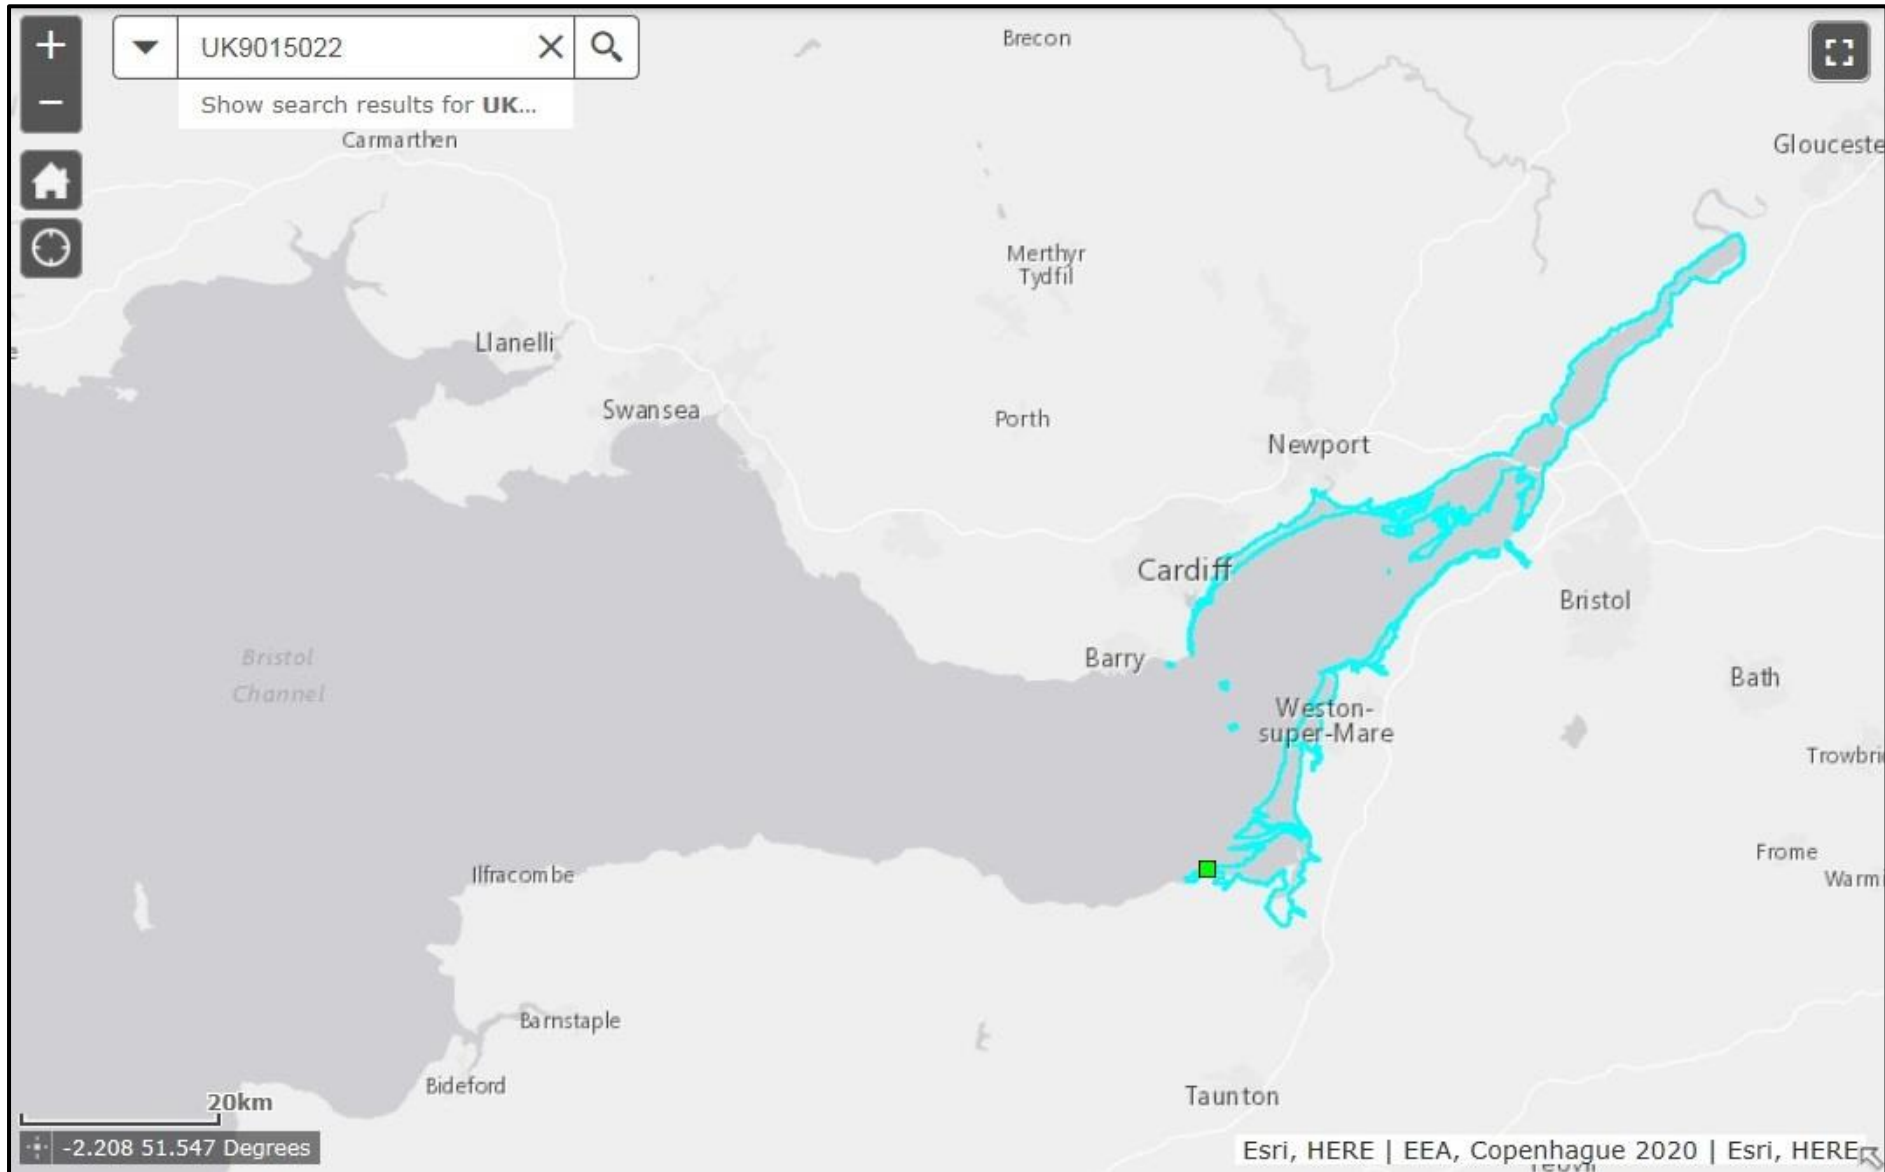 +
UK9015022
Brecon
−
Show search results for UK...
Carmarthen
Glouceste
Merthyr
Tydfil
Llanelli
Swansea
Porth
Newport
Cardiff
Bristol
Bristol
Channel
Barry
Bath
Weston-
super-Mare
Trowbri
Ilfracombe
Frome
Warmi
Barnstaple
Bideford
Taunton
20km
-2.208 51.547 Degrees
Esri, HERE | EEA, Copenhague 2020 | Esri, HERE